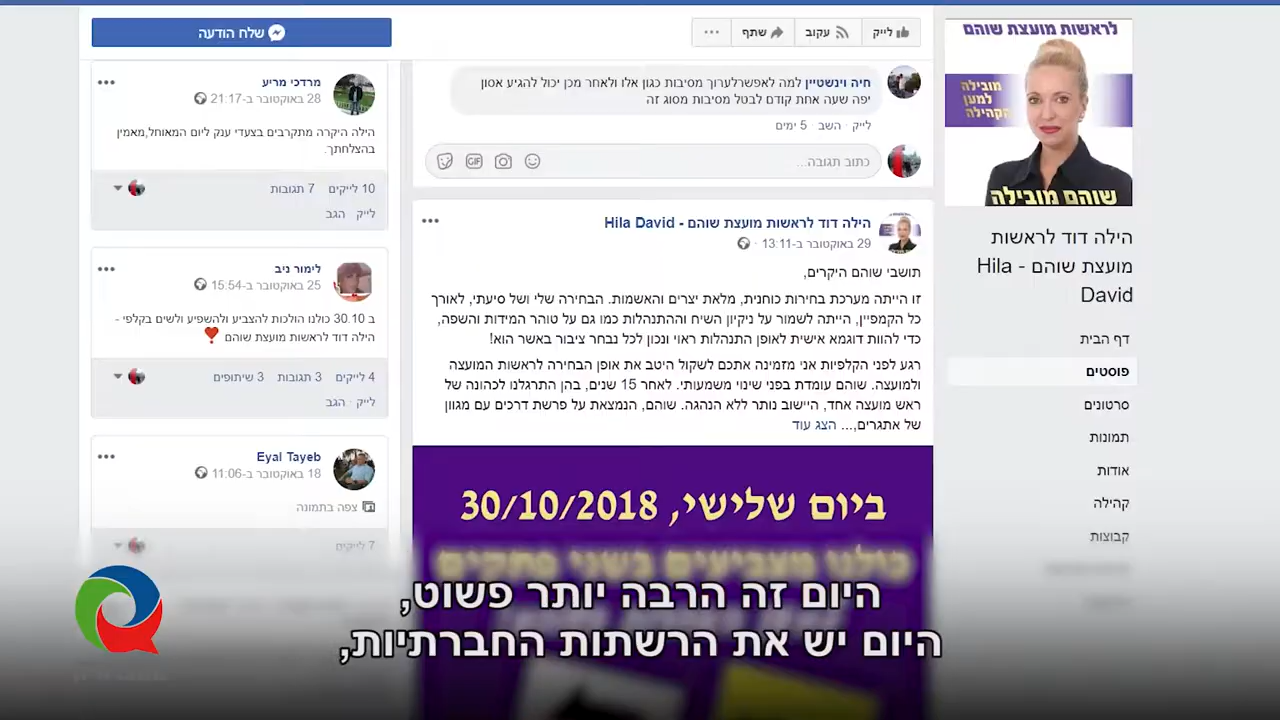 לראשות מועצת שוהם
מובילה
למען
הקהילה
שוהם מובילה
הילה דוד לראשות
מועצת שוהם - Hila
David
דף הבית
פוסטים
סרטונים
תמונות
אודות
קהילה
קבוצות
לייק
עקוב
שתף
חיה וינשטיין למה לאפשרלערוך מסיבות כגון אלו ולאחר מכן יכול להגיע אסון
יפה שעה אחת קודם לבטל מסיבות מסוג זה
לייק · השב · 5 ימים
כתוב תגובה...
GIF
הילה דוד לראשות מועצת שוהם - Hila David
29 באוקטובר ב-13:11 ·
תושבי שוהם היקרים,
זו הייתה מערכת בחירות כוחנית, מלאת יצרים והאשמות. הבחירה שלי ושל סיעתי, לאורך
כל הקמפיין, הייתה לשמור על ניקיון השיח וההתנהלות כמו גם על טוהר המידות והשפה,
כדי להוות דוגמא אישית לאופן התנהלות ראוי ונכון לכל נבחר ציבור באשר הוא!
רגע לפני הקלפיות אני מזמינה אתכם לשקול היטב את אופן הבחירה לראשות המועצה
ולמועצה. שוהם עומדת בפני שינוי משמעותי. לאחר 15 שנים, בהן התרגלנו לכהונה של
ראש מועצה אחד, היישוב נותר ללא הנהגה. שוהם, הנמצאת על פרשת דרכים עם מגוון
של אתגרים,... הצג עוד
ביום שלישי, 30/10/2018
כולנו מצביעים בשני פתקים
שלח הודעה
מרדכי מריע
28 באוקטובר ב-21:17 ·
הילה היקרה מתקרבים בצעדי ענק ליום המאוחל,מאמין
בהצלחתך.
10 לייקים 7 תגובות
לייק · הגב
לימור ניב
25 באוקטובר ב-15:54 ·
ב 30.10 כולנו הולכות להצביע ולהשפיע ולשים בקלפי -
הילה דוד לראשות מועצת שוהם ❣
4 לייקים 3 תגובות 3 שיתופים
לייק · הגב
Eyal Tayeb
18 באוקטובר ב-11:06 ·
צפה בתמונה
7 לייקים
היום זה הרבה יותר פשוט,
היום יש את הרשתות החברתיות,